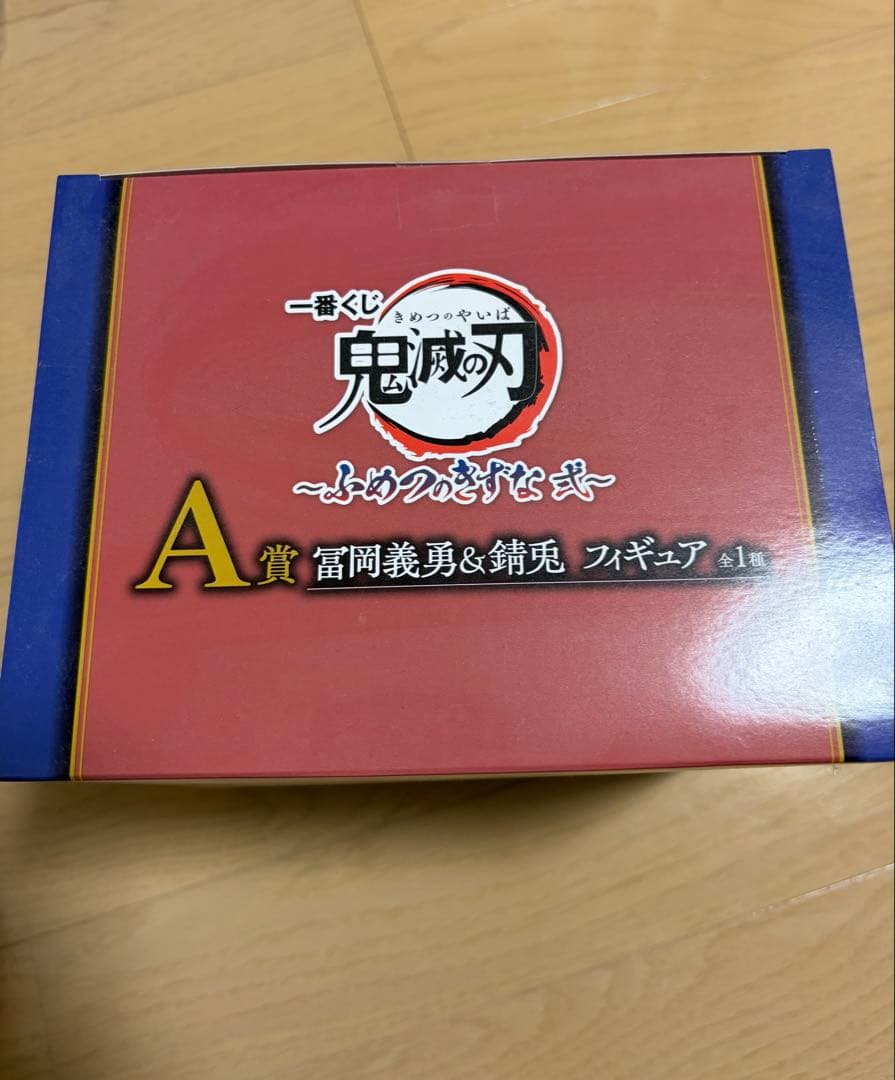 一番くじ
きめつのやいば
鬼滅の刃
～ふめつのきずな 弐～
A賞 冨岡義勇&錆兎 フィギュア 全1種